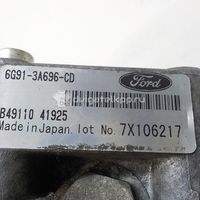 6G91-3A696-CD
Ford
B49110 41925
Made in Japan. lot No. 7X106217